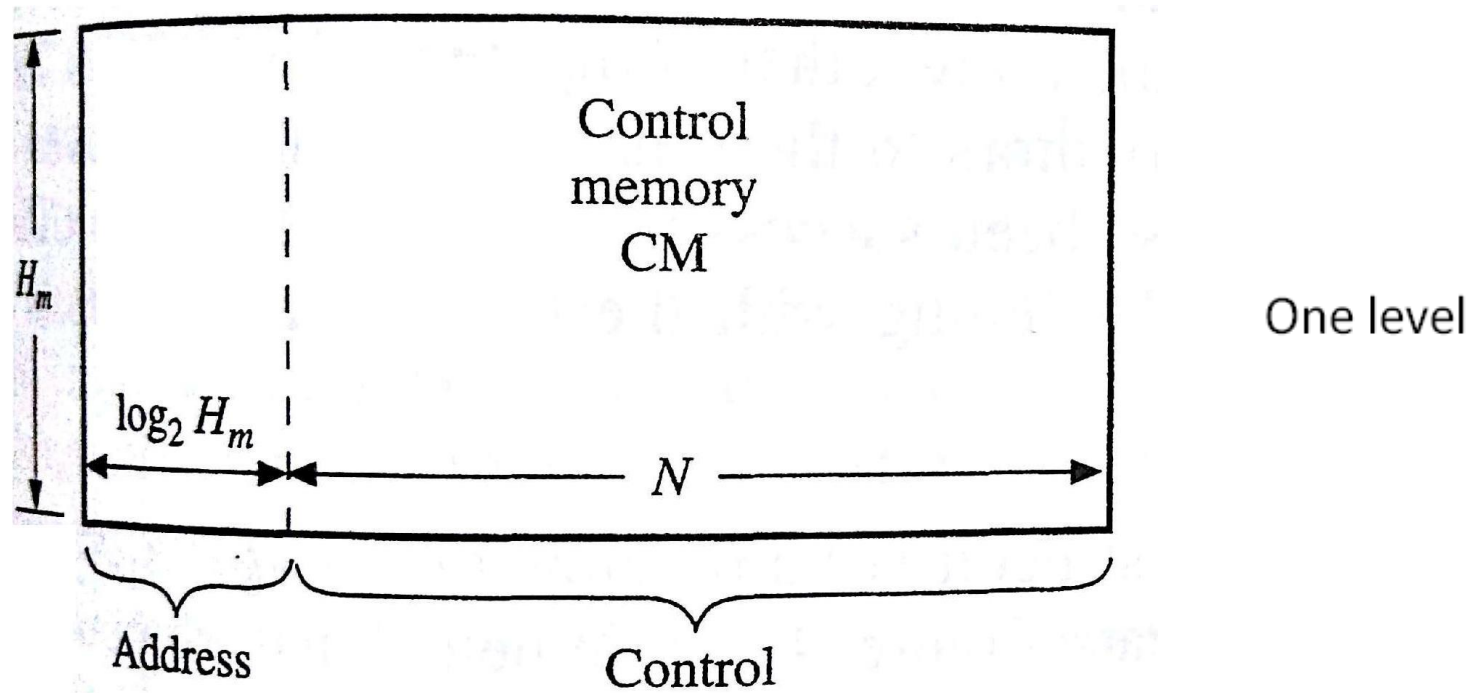 Control
memory
CM
H_m
One level
log₂ H_m
N
Address
Control